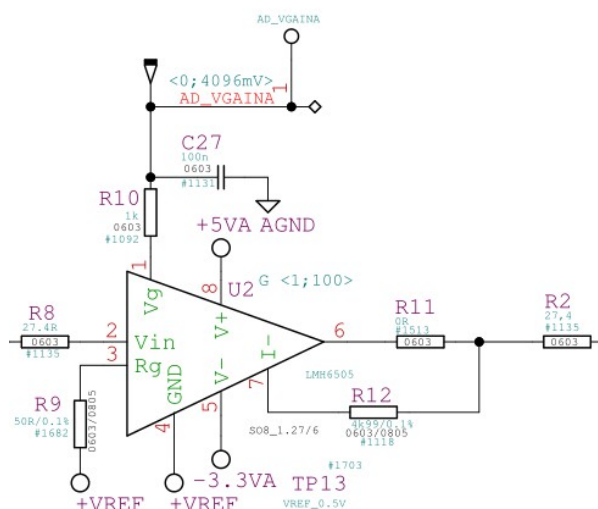 AD_VGAINA
<0;4096mV>
AD_VGAINA
1
C27
100n
0603
#1131
R10
1k
0603
#1092
+5VA AGND
1
Vg
8
V+
U2
G <1;100>
R8
27.4R
0603
#1135
2
Vin
3
Rg
GND
4
V-
5
I-
7
6
R11
0R
#1513
0603
R2
27,4
#1135
0603
LMH6505
R12
4k99/0.1%
0603/0805
#1118
R9
50R/0.1%
#1682
0603/0805
SO8_1.27/6
#1703
+VREF
+VREF
-3.3VA
TP13
VREF_0.5V